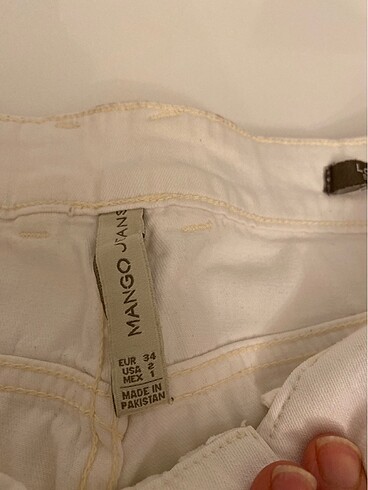 MANGO JEANS
EUR 34
USA 2
MEX 1
MADE IN
PAKISTAN